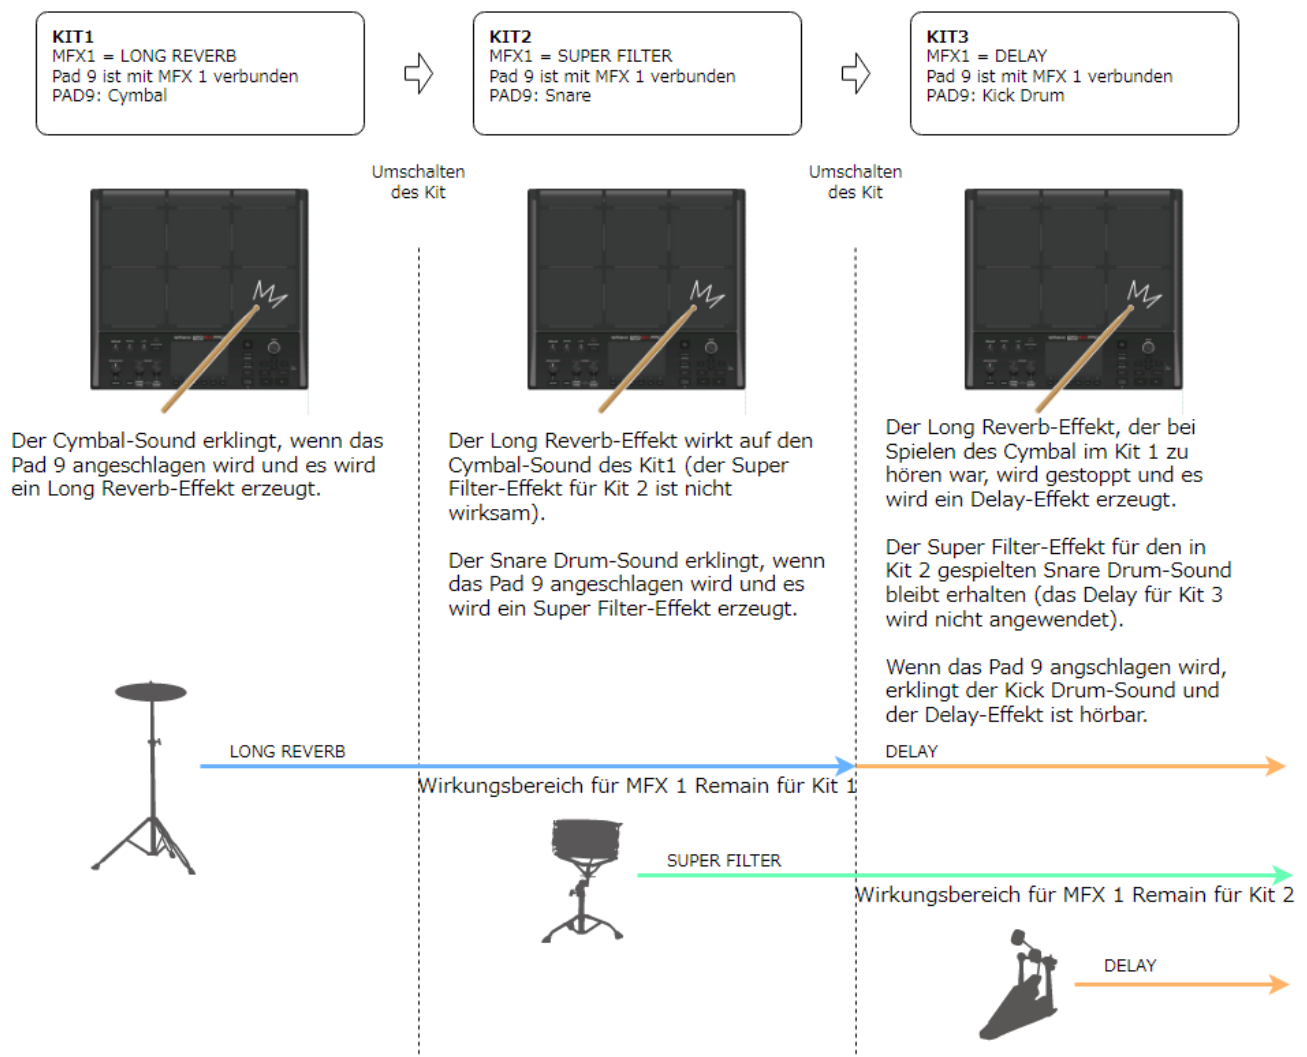 KIT1
MFX1 = LONG REVERB
Pad 9 ist mit MFX 1 verbunden
PAD9: Cymbal
KIT2
MFX1 = SUPER FILTER
Pad 9 ist mit MFX 1 verbunden
PAD9: Snare
KIT3
MFX1 = DELAY
Pad 9 ist mit MFX 1 verbunden
PAD9: Kick Drum
Umschalten
des Kit
Umschalten
des Kit
Der Cymbal-Sound erklingt, wenn das
Pad 9 angeschlagen wird und es wird
ein Long Reverb-Effekt erzeugt.
Der Long Reverb-Effekt wirkt auf den
Cymbal-Sound des Kit1 (der Super
Filter-Effekt für Kit 2 ist nicht
wirksam).
Der Snare Drum-Sound erklingt, wenn
das Pad 9 angeschlagen wird und es
wird ein Super Filter-Effekt erzeugt.
Der Long Reverb-Effekt, der bei
Spielen des Cymbal im Kit 1 zu
hören war, wird gestoppt und es
wird ein Delay-Effekt erzeugt.
Der Super Filter-Effekt für den in
Kit 2 gespielten Snare Drum-Sound
bleibt erhalten (das Delay für Kit 3
wird nicht angewendet).
Wenn das Pad 9 angschlagen wird,
erklingt der Kick Drum-Sound und
der Delay-Effekt ist hörbar.
LONG REVERB
DELAY
Wirkungsbereich für MFX 1 Remain für Kit 1
SUPER FILTER
Wirkungsbereich für MFX 1 Remain für Kit 2
DELAY